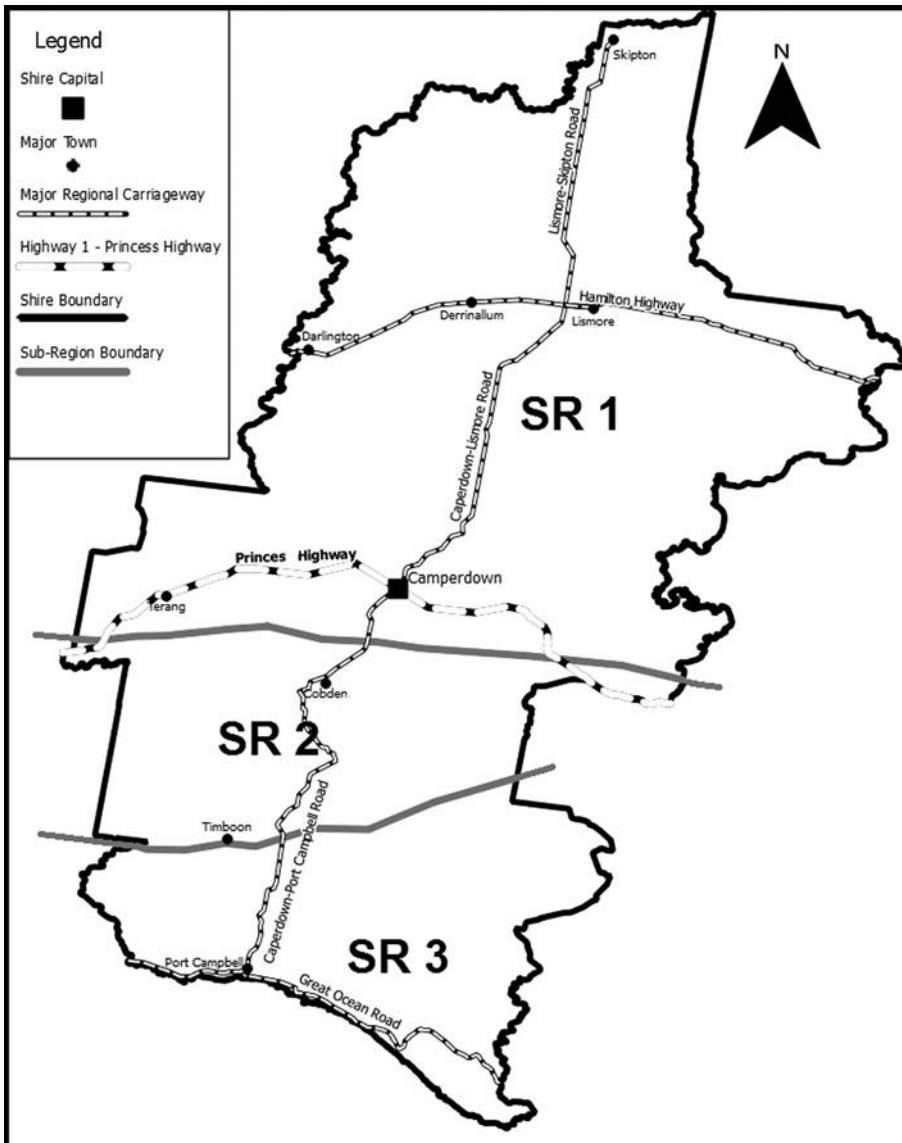 Legend
Shire Capital
Major Town
Major Regional Carriageway
Highway 1 - Princess Highway
Shire Boundary
Sub-Region Boundary
N
Skipton
Lismore-Skipton Road
Hamilton Highway
Derrinallum
Lismore
Darlington
SR 1
Caperdown-Lismore Road
Princes Highway
Camperdown
Terang
Cobden
SR 2
Timboon
Caperdown-Port Campbell Road
Port Campbell
SR 3
Great Ocean Road